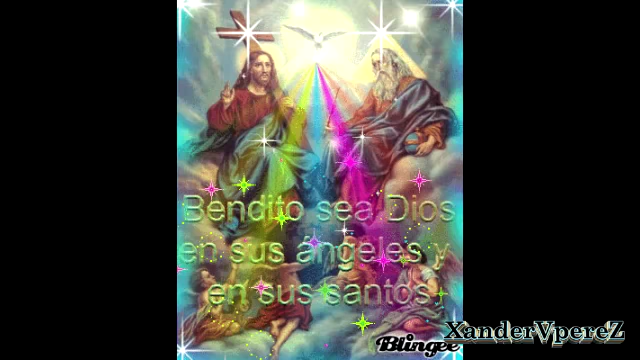 Bendito sea Dios
en sus ángeles y
en sus santos.
Blingee
XanderVpereZ